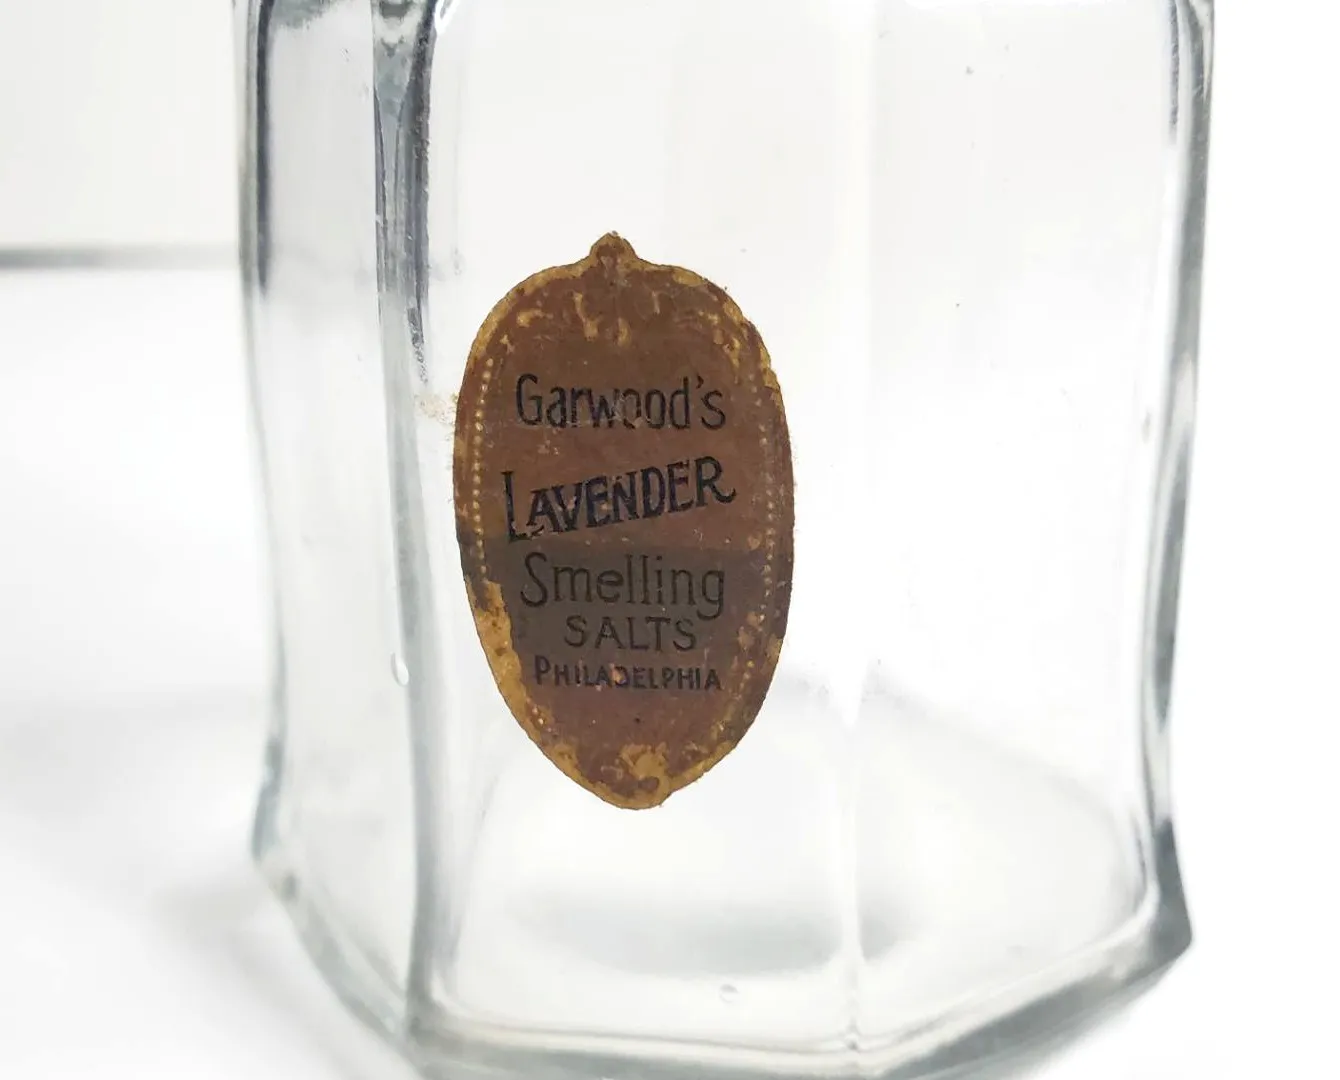 Garwood's
LAVENDER
Smelling
SALTS
PHILADELPHIA